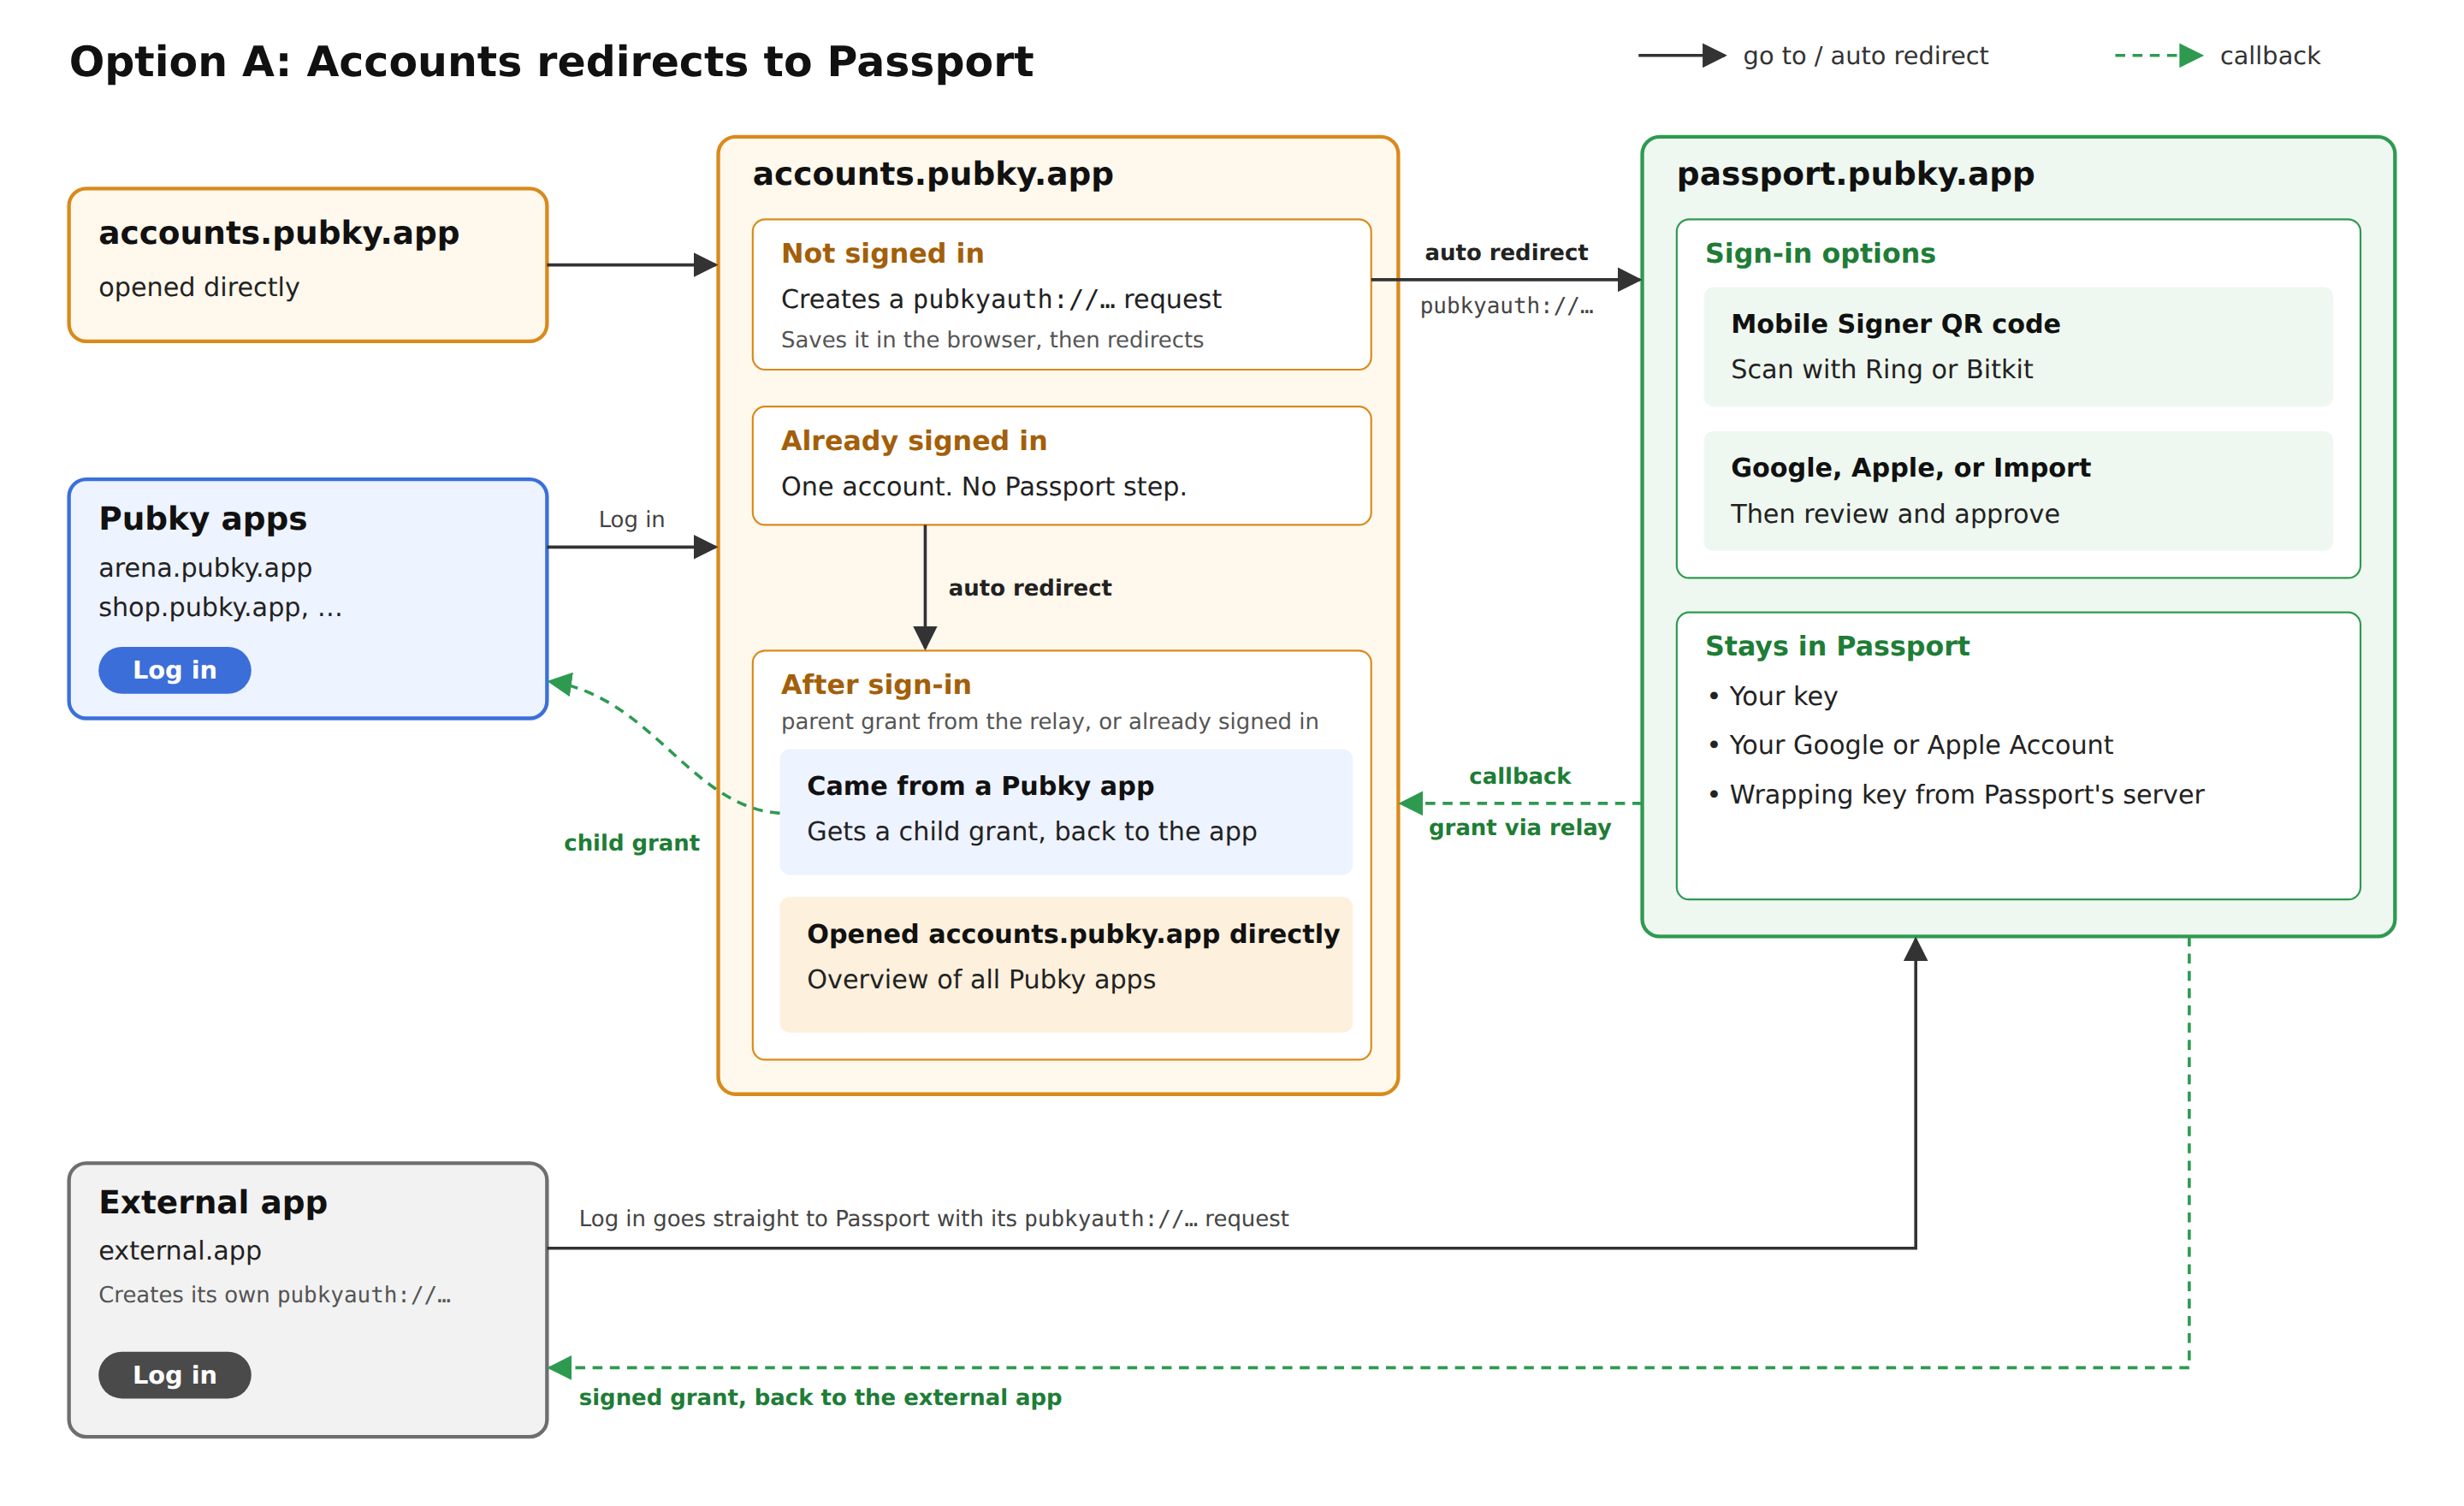 Option A: Accounts redirects to Passport
go to / auto redirect
callback
accounts.pubky.app
opened directly
Pubky apps
arena.pubky.app
shop.pubky.app, …
Log in
Log in
accounts.pubky.app
Not signed in
Creates a pubkyauth://… request
Saves it in the browser, then redirects
Already signed in
One account. No Passport step.
auto redirect
After sign-in
parent grant from the relay, or already signed in
Came from a Pubky app
Gets a child grant, back to the app
Opened accounts.pubky.app directly
Overview of all Pubky apps
child grant
auto redirect
pubkyauth://…
callback
grant via relay
passport.pubky.app
Sign-in options
Mobile Signer QR code
Scan with Ring or Bitkit
Google, Apple, or Import
Then review and approve
Stays in Passport
• Your key
• Your Google or Apple Account
• Wrapping key from Passport's server
External app
external.app
Creates its own pubkyauth://…
Log in
Log in goes straight to Passport with its pubkyauth://… request
signed grant, back to the external app